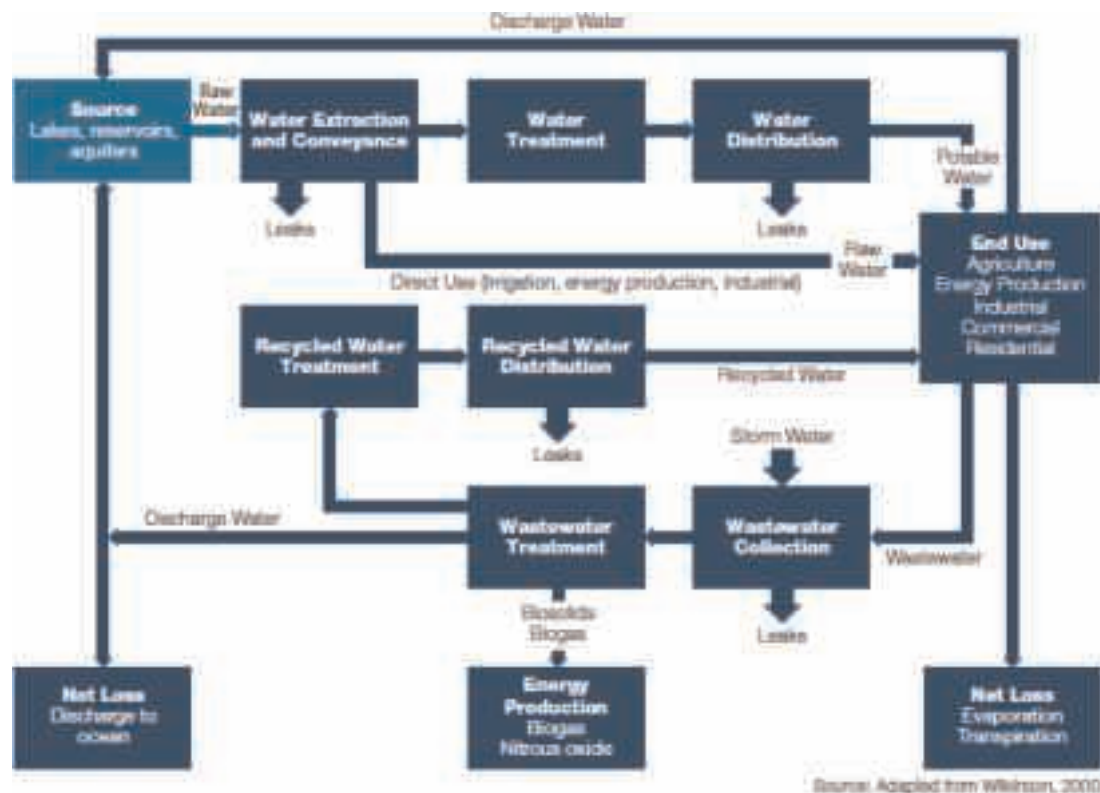 Discharge Water
Source
Lakes, reservoirs,
aquifers
Raw
Water
Water Extraction
and Conveyance
Water
Treatment
Water
Distribution
Potable
Water
Leaks
Leaks
End Use
Agriculture
Energy Production
Industrial
Commercial
Residential
Raw
Water
Direct Use (irrigation, energy production, industrial)
Recycled Water
Treatment
Recycled Water
Distribution
Recycled Water
Leaks
Storm Water
Discharge Water
Wastewater
Treatment
Wastewater
Collection
Wastewater
Biosolids
Biogas
Leaks
Net Loss
Discharge to
ocean
Energy
Production
Biogas
Nitrous oxide
Net Loss
Evaporation
Transpiration
Source: Adapted from Wilkinson, 2000